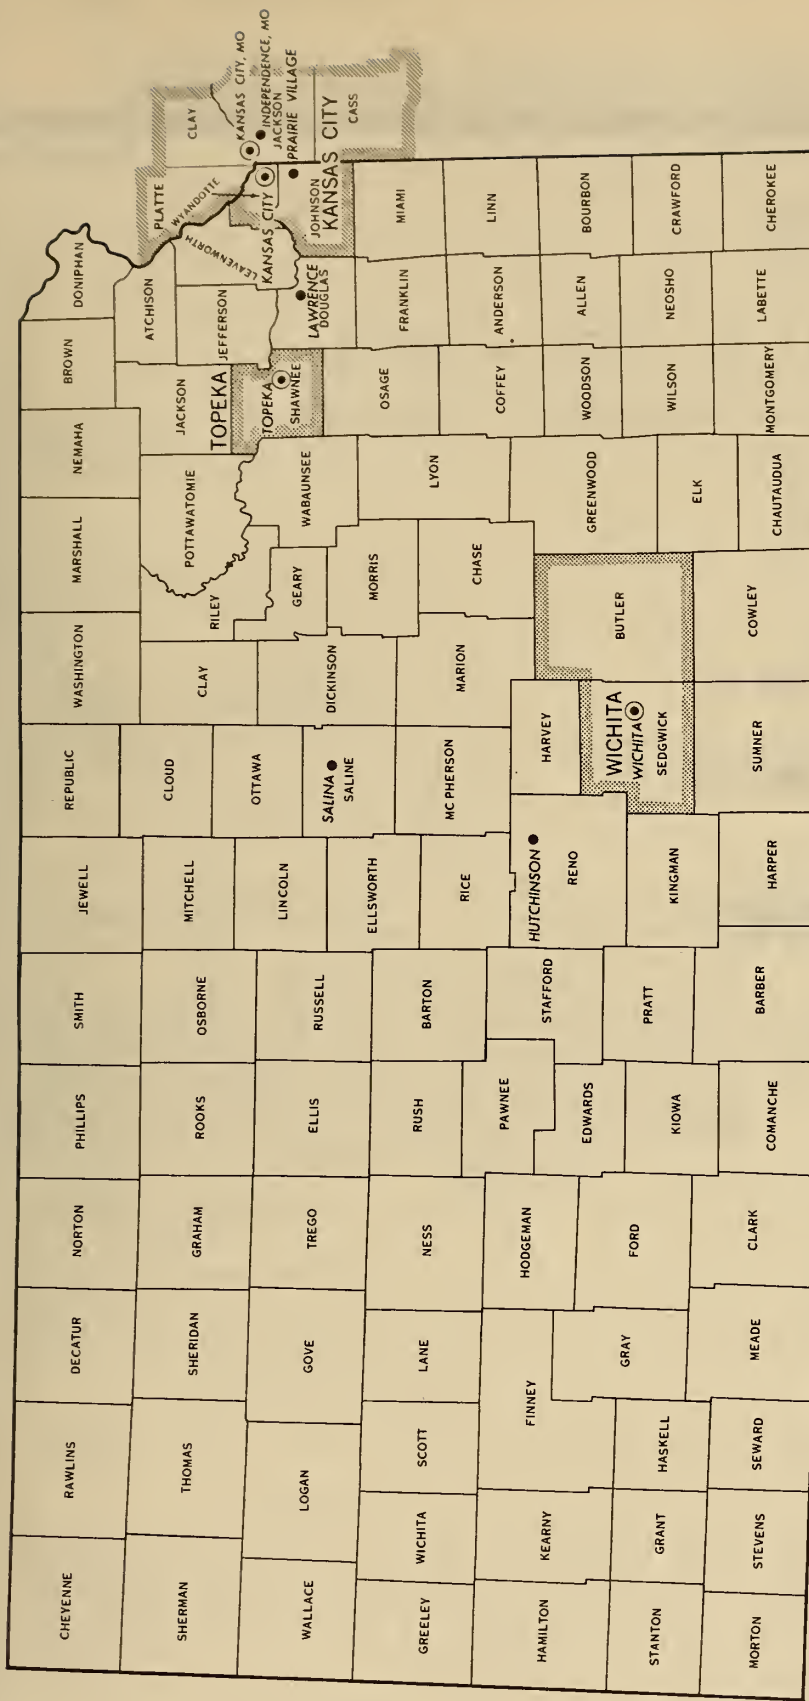 CHEYENNE
RAWLINS
DECATUR
NORTON
PHILLIPS
SMITH
JEWELL
REPUBLIC
WASHINGTON
MARSHALL
NEMAHA
BROWN
DONIPHAN
SHERMAN
THOMAS
SHERIDAN
GRAHAM
ROOKS
OSBORNE
MITCHELL
CLOUD
CLAY
RILEY
POTTAWATOMIE
JACKSON
ATCHISON
JEFFERSON
LEAVENWORTH
WYANDOTTE
PLATTE
CLAY
KANSAS CITY, MO
INDEPENDENCE, MO
JACKSON
PRAIRIE VILLAGE
KANSAS CITY
JOHNSON
KANSAS CITY
CASS
WALLACE
LOGAN
GOVE
TREGO
ELLIS
RUSSELL
LINCOLN
OTTAWA
SALINA
SALINE
ELLSWORTH
DICKINSON
GEARY
MORRIS
WABAUNSEE
TOPEKA
TOPEKA
SHAWNEE
LAWRENCE
DOUGLAS
GREELEY
WICHITA
SCOTT
LANE
NESS
RUSH
BARTON
RICE
MC PHERSON
MARION
CHASE
LYON
OSAGE
FRANKLIN
MIAMI
COFFEY
ANDERSON
LINN
HAMILTON
KEARNY
FINNEY
HODGEMAN
PAWNEE
STAFFORD
HUTCHINSON
RENO
HARVEY
WICHITA
WICHITA
SEDGWICK
BUTLER
GREENWOOD
WOODSON
ALLEN
BOURBON
GRAY
FORD
EDWARDS
PRATT
KINGMAN
STANTON
GRANT
HASKELL
KIOWA
ELK
WILSON
NEOSHO
CRAWFORD
MORTON
STEVENS
SEWARD
MEADE
CLARK
COMANCHE
BARBER
HARPER
SUMNER
COWLEY
CHAUTAUDUA
MONTGOMERY
LABETTE
CHEROKEE